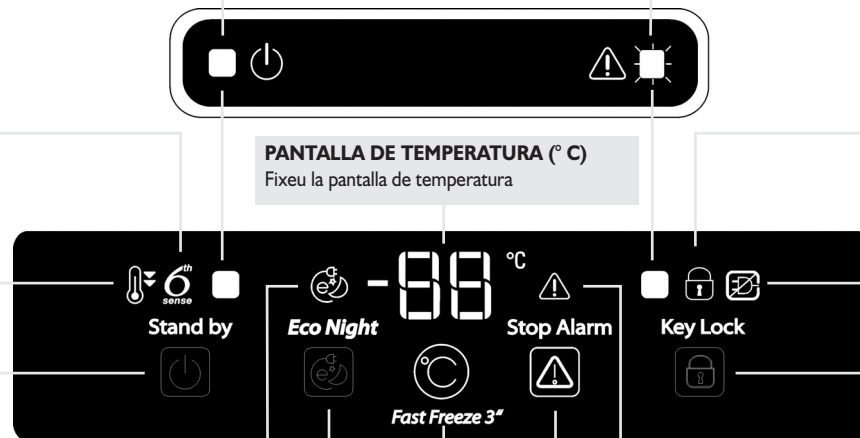 PANTALLA DE TEMPERATURA (° C)
Fixeu la pantalla de temperatura
6th sense
-88 °C
Stand by
Eco Night
Stop Alarm
Key Lock
°C
Fast Freeze 3“